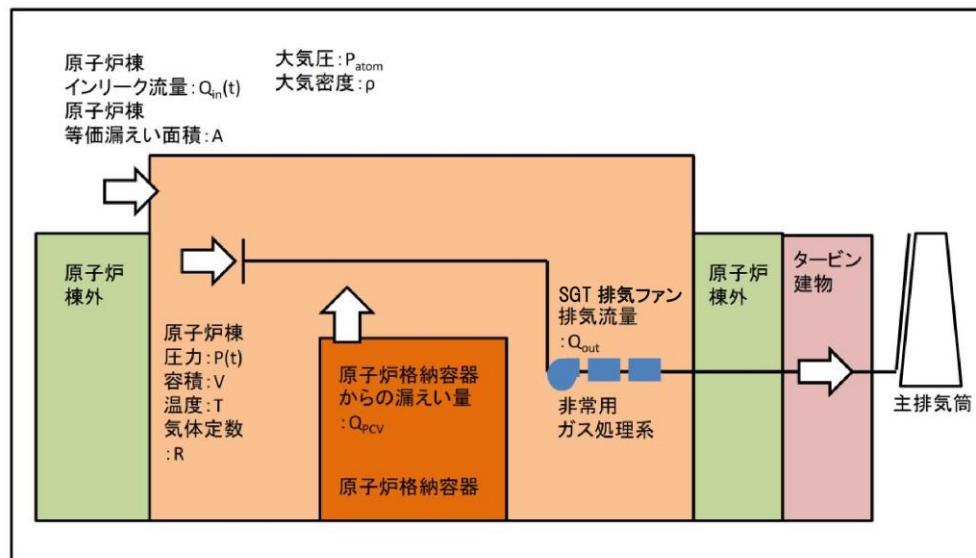 原子炉棟
インリーク流量:Qin(t)
原子炉棟
等価漏えい面積:A
大気圧:Patom
大気密度:ρ
原子炉
棟外
原子炉棟
圧力:P(t)
容積:V
温度:T
気体定数
:R
原子炉格納容器
からの漏えい量
:QPCV
原子炉格納容器
SGT 排気ファン
排気流量
:Qout
非常用
ガス処理系
原子炉
棟外
タービン
建物
主排気筒